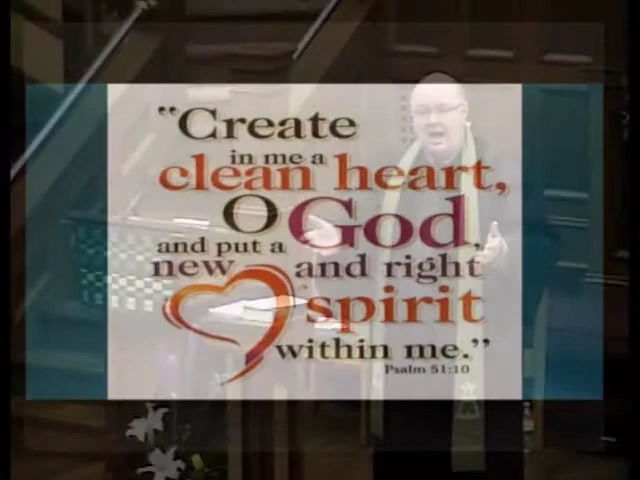 “Create
in me a
clean heart,
O God,
and put a
new and right
spirit
within me.”
Psalm 51:10